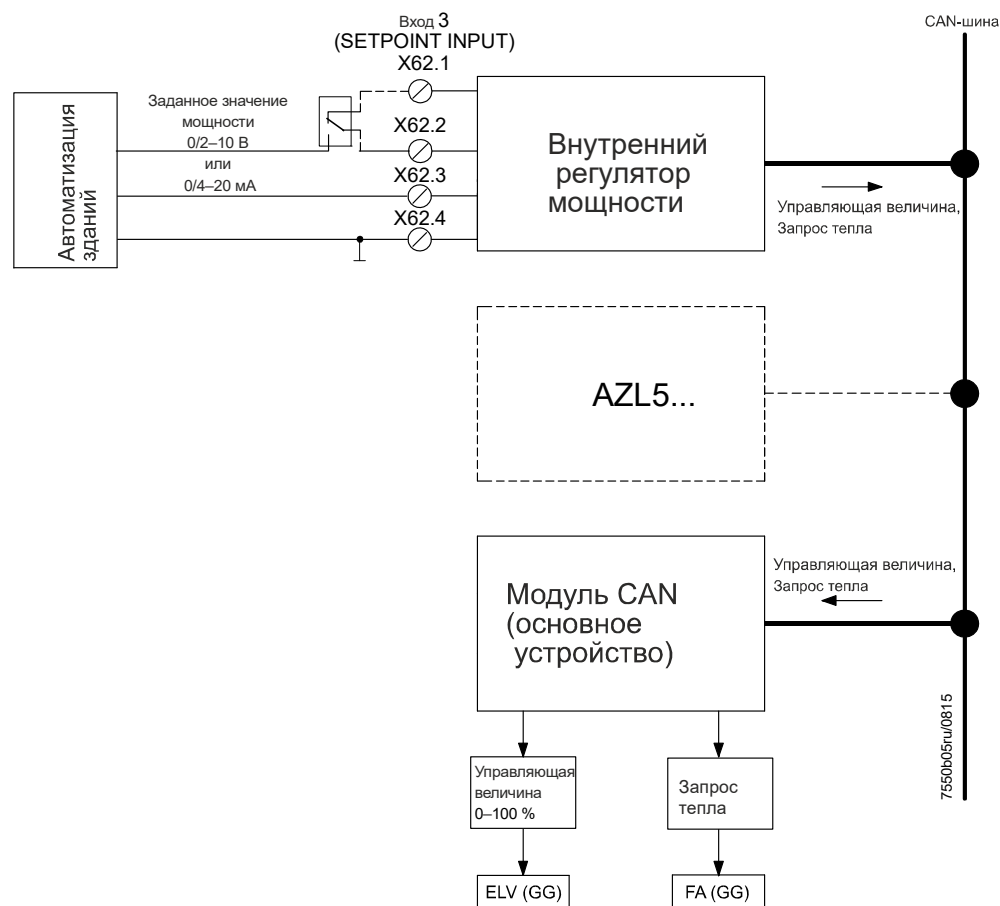 Вход 3
(SETPOINT INPUT)
CAN-шина
X62.1
Заданное значение
мощности
0/2–10 В
или
0/4–20 мА
X62.2
X62.3
X62.4
Автоматизация
зданий
Внутренний
регулятор
мощности
Управляющая величина,
Запрос тепла
AZL5...
Управляющая величина,
Запрос тепла
Модуль CAN
(основное
устройство)
7550b05ru/0815
Управляющая
величина
0–100 %
Запрос
тепла
ELV (GG)
FA (GG)